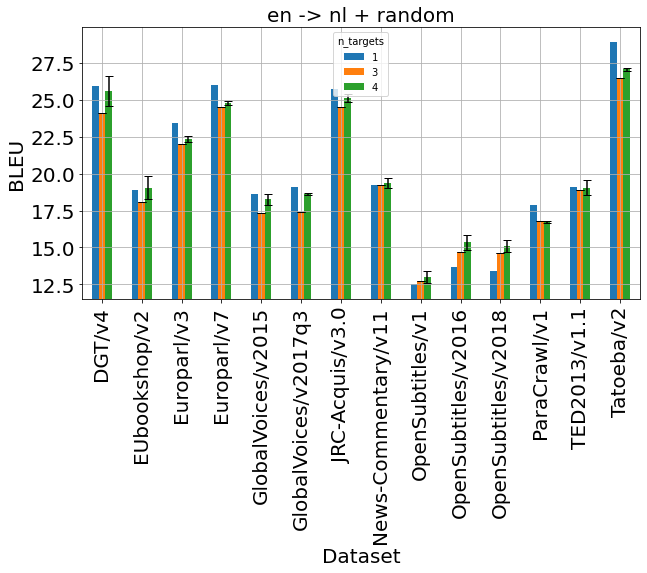 en -> nl + random
n_targets
1
3
4
BLEU
27.5
25.0
22.5
20.0
17.5
15.0
12.5
DGT/v4
EUbookshop/v2
Europarl/v3
Europarl/v7
GlobalVoices/v2015
GlobalVoices/v2017q3
JRC-Acquis/v3.0
News-Commentary/v11
OpenSubtitles/v1
OpenSubtitles/v2016
OpenSubtitles/v2018
ParaCrawl/v1
TED2013/v1.1
Tatoeba/v2
Dataset